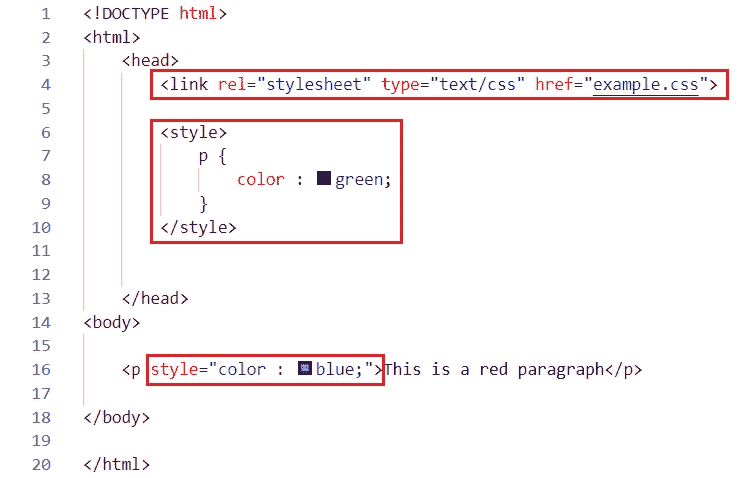 1 <!DOCTYPE html>
2 <html>
3 <head>
4 <link rel="stylesheet" type="text/css" href="example.css">
5
6 <style>
7 p {
8 color : green;
9 }
10 </style>
11
12
13 </head>
14 <body>
15
16 <p style="color : blue;">This is a red paragraph</p>
17
18 </body>
19
20 </html>